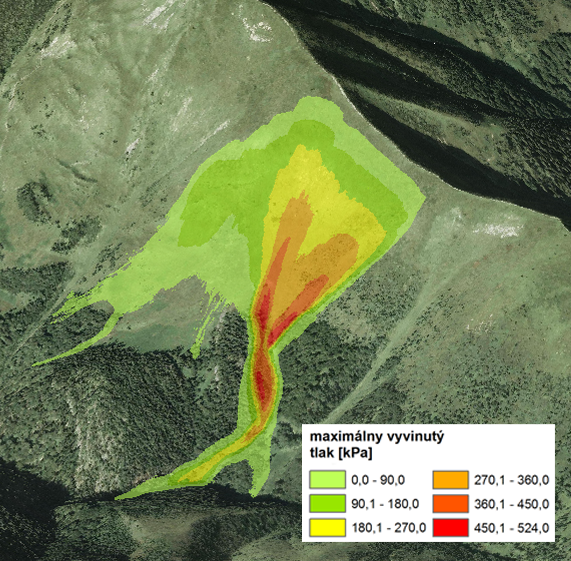 maximálny vyvinutý
tlak [kPa]
0,0 - 90,0
90,1 - 180,0
180,1 - 270,0
270,1 - 360,0
360,1 - 450,0
450,1 - 524,0